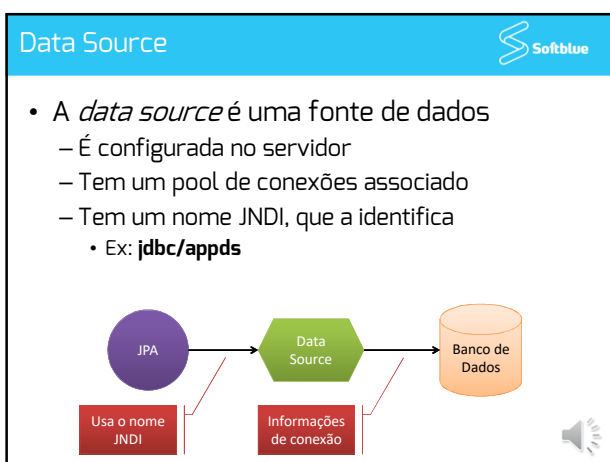 Data Source
Softblue
• A data source é uma fonte de dados
– É configurada no servidor
– Tem um pool de conexões associado
– Tem um nome JNDI, que a identifica
• Ex: jdbc/appds
JPA
Data
Source
Banco de
Dados
Usa o nome
JNDI
Informações
de conexão